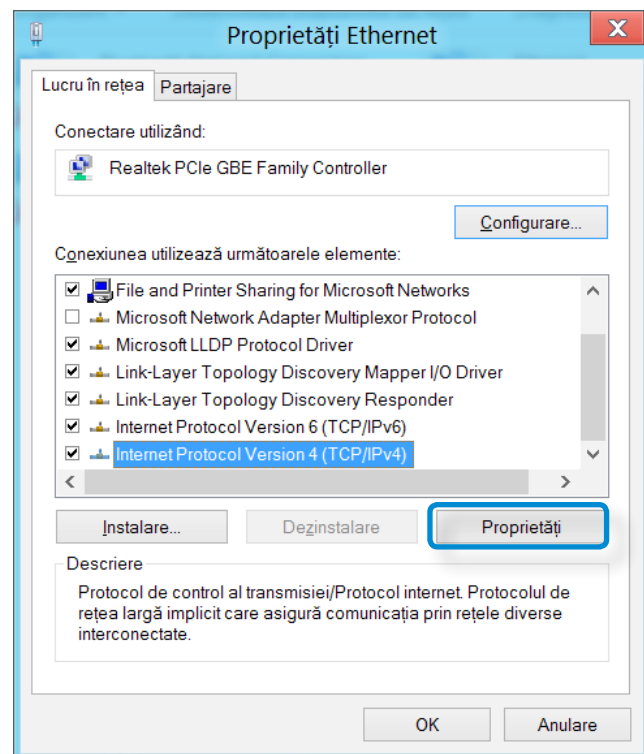 Proprietăți Ethernet
Lucru în rețea
Partajare
Conectare utilizând:
Realtek PCIe GBE Family Controller
Configurare...
Conexiunea utilizează următoarele elemente:
File and Printer Sharing for Microsoft Networks
Microsoft Network Adapter Multiplexor Protocol
Microsoft LLDP Protocol Driver
Link-Layer Topology Discovery Mapper I/O Driver
Link-Layer Topology Discovery Responder
Internet Protocol Version 6 (TCP/IPv6)
Internet Protocol Version 4 (TCP/IPv4)
Instalare...
Dezinstalare
Proprietăți
Descriere
Protocol de control al transmisiei/Protocol internet. Protocolul de
rețea largă implicit care asigură comunicația prin rețele diverse
interconectate.
OK
Anulare